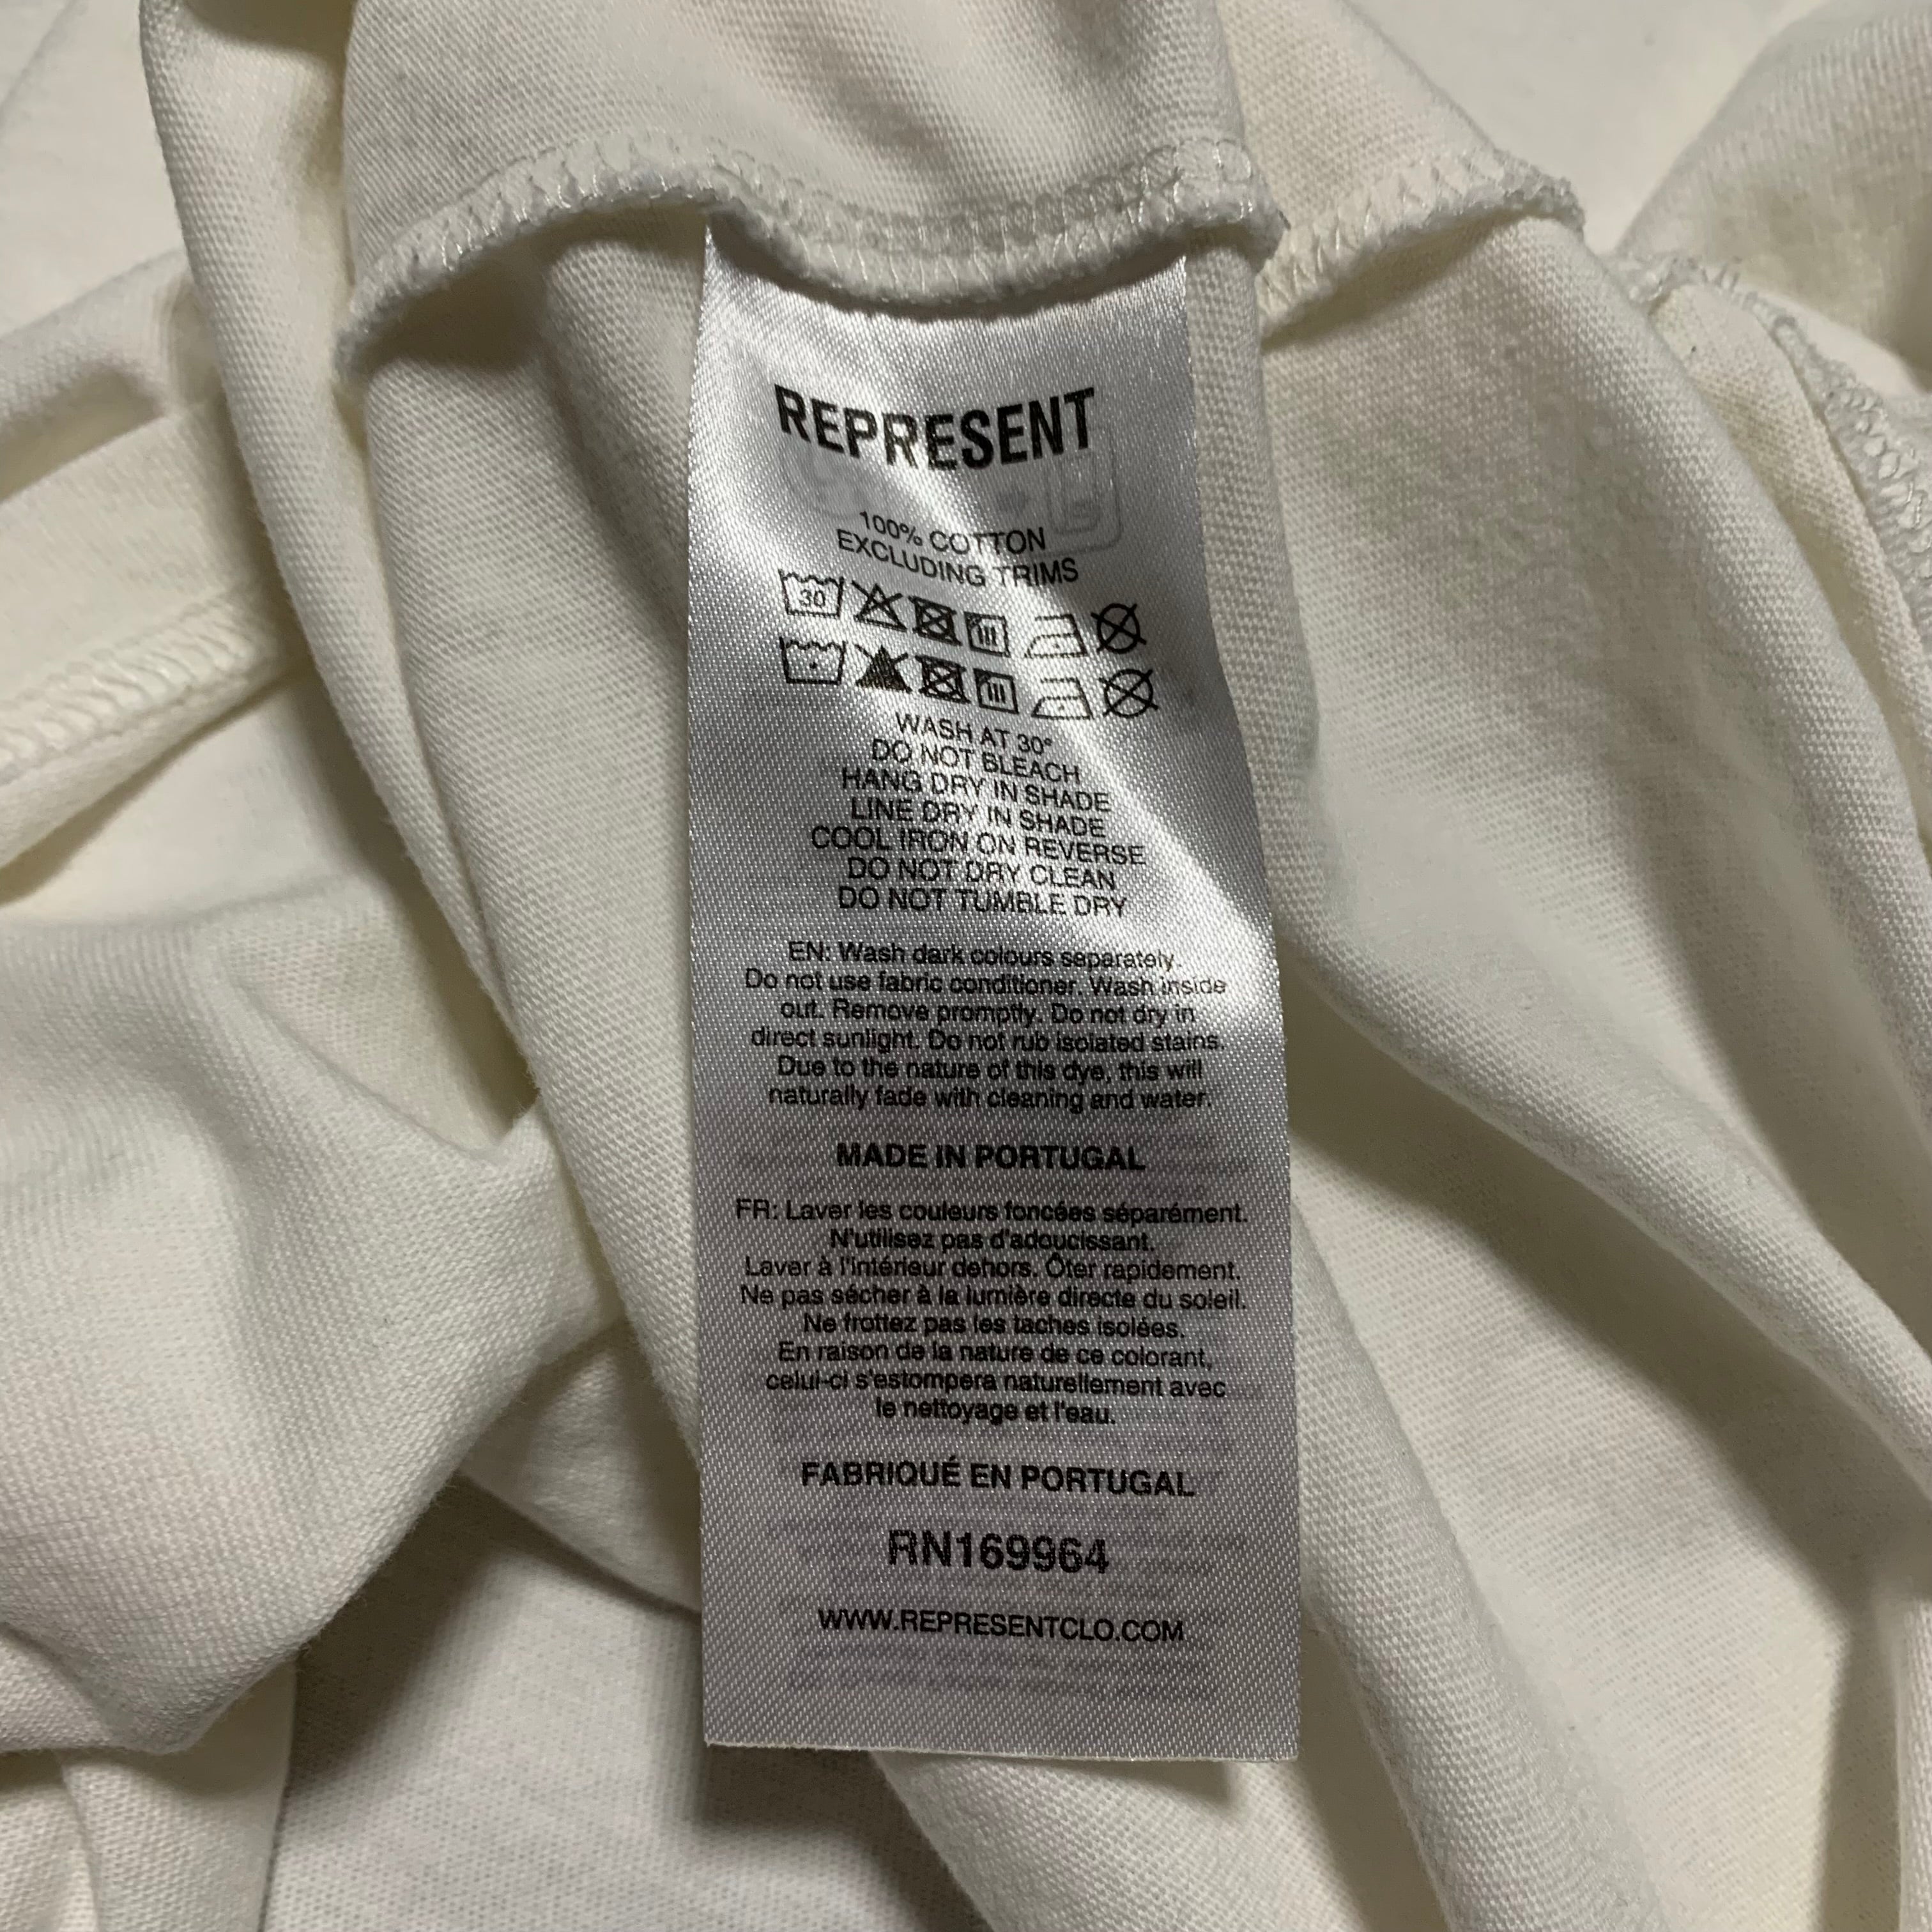 REPRESENT
100% COTTON
EXCLUDING TRIMS
30
WASH AT 30°
DO NOT BLEACH
HANG DRY IN SHADE
LINE DRY IN SHADE
COOL IRON ON REVERSE
DO NOT DRY CLEAN
DO NOT TUMBLE DRY
EN: Wash dark colours separately.
Do not use fabric conditioner. Wash inside
out. Remove promptly. Do not dry in
direct sunlight. Do not rub isolated stains.
Due to the nature of this dye, this will
naturally fade with cleaning and water.
MADE IN PORTUGAL
FR: Laver les couleurs foncées séparément.
N'utilisez pas d'adoucissant.
Laver à l'intérieur dehors. Ôter rapidement.
Ne pas sécher à la lumière directe du soleil.
Ne frottez pas les taches isolées.
En raison de la nature de ce colorant,
celui-ci s'estompera naturellement avec
le nettoyage et l'eau.
FABRIQUÉ EN PORTUGAL
RN169964
WWW.REPRESENTCLO.COM